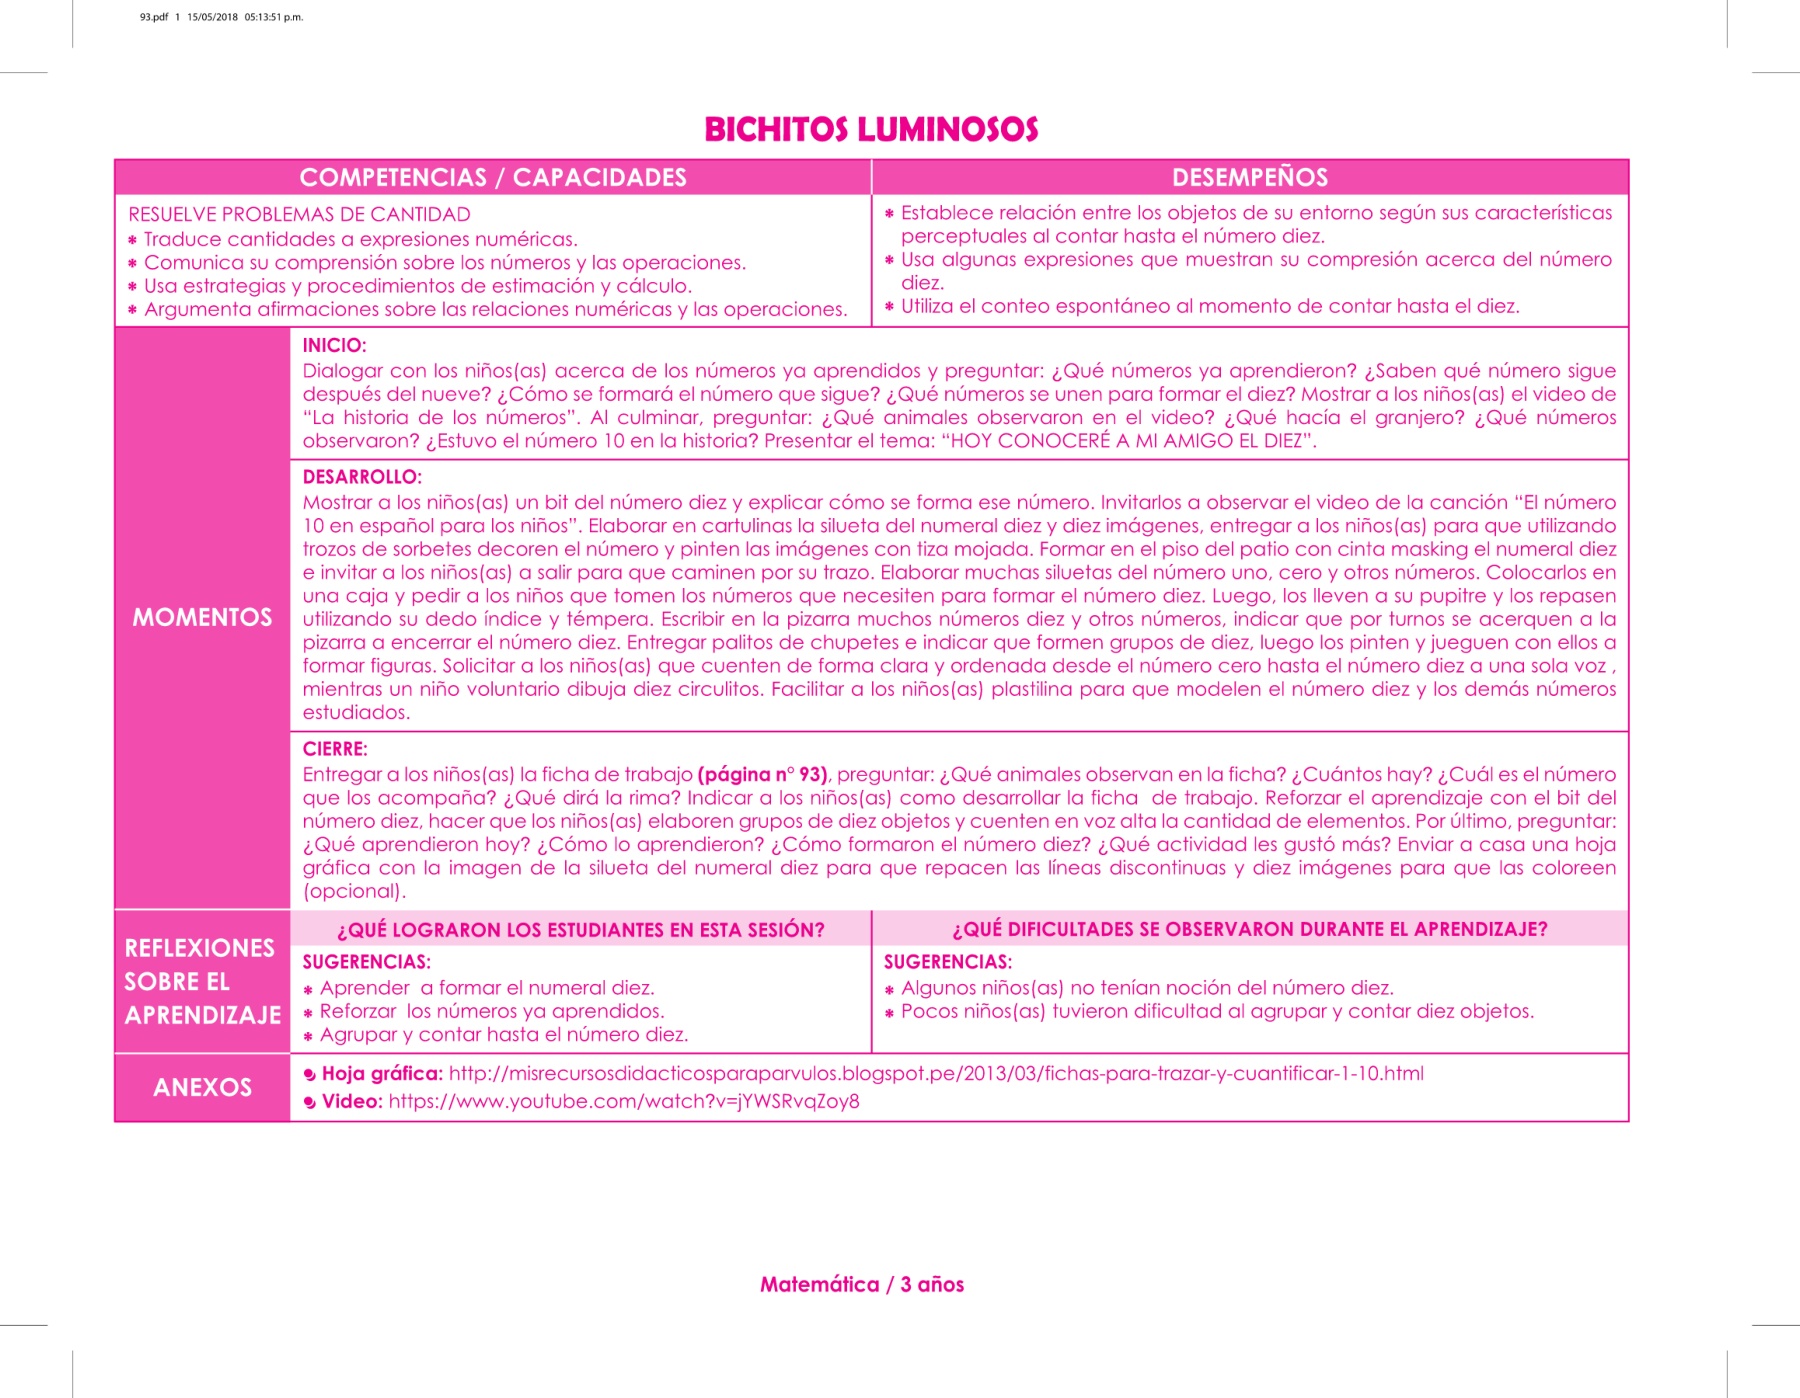 93.pdf 1 15/05/2018 05:13:51 p.m.
BICHITOS LUMINOSOS
COMPETENCIAS / CAPACIDADES
RESUELVE PROBLEMAS DE CANTIDAD
* Traduce cantidades a expresiones numéricas.
* Comunica su comprensión sobre los números y las operaciones.
* Usa estrategias y procedimientos de estimación y cálculo.
* Argumenta afirmaciones sobre las relaciones numéricas y las operaciones.
DESEMPEÑOS
* Establece relación entre los objetos de su entorno según sus características
perceptuales al contar hasta el número diez.
* Usa algunas expresiones que muestran su compresión acerca del número
diez.
* Utiliza el conteo espontáneo al momento de contar hasta el diez.
MOMENTOS
INICIO:
Dialogar con los niños(as) acerca de los números ya aprendidos y preguntar: ¿Qué números ya aprendieron? ¿Saben qué número sigue
después del nueve? ¿Cómo se formará el número que sigue? ¿Qué números se unen para formar el diez? Mostrar a los niños(as) el video de
“La historia de los números”. Al culminar, preguntar: ¿Qué animales observaron en el video? ¿Qué hacía el granjero? ¿Qué números
observaron? ¿Estuvo el número 10 en la historia? Presentar el tema: “HOY CONOCERÉ A MI AMIGO EL DIEZ”.
DESARROLLO:
Mostrar a los niños(as) un bit del número diez y explicar cómo se forma ese número. Invitarlos a observar el video de la canción “El número
10 en español para los niños”. Elaborar en cartulinas la silueta del numeral diez y diez imágenes, entregar a los niños(as) para que utilizando
trozos de sorbetes decoren el número y pinten las imágenes con tiza mojada. Formar en el piso del patio con cinta masking el numeral diez
e invitar a los niños(as) a salir para que caminen por su trazo. Elaborar muchas siluetas del número uno, cero y otros números. Colocarlos en
una caja y pedir a los niños que tomen los números que necesiten para formar el número diez. Luego, los lleven a su pupitre y los repasen
utilizando su dedo índice y témpera. Escribir en la pizarra muchos números diez y otros números, indicar que por turnos se acerquen a la
pizarra a encerrar el número diez. Entregar palitos de chupetes e indicar que formen grupos de diez, luego los pinten y jueguen con ellos a
formar figuras. Solicitar a los niños(as) que cuenten de forma clara y ordenada desde el número cero hasta el número diez a una sola voz ,
mientras un niño voluntario dibuja diez circulitos. Facilitar a los niños(as) plastilina para que modelen el número diez y los demás números
estudiados.
CIERRE:
Entregar a los niños(as) la ficha de trabajo (página n° 93), preguntar: ¿Qué animales observan en la ficha? ¿Cuántos hay? ¿Cuál es el número
que los acompaña? ¿Qué dirá la rima? Indicar a los niños(as) como desarrollar la ficha de trabajo. Reforzar el aprendizaje con el bit del
número diez, hacer que los niños(as) elaboren grupos de diez objetos y cuenten en voz alta la cantidad de elementos. Por último, preguntar:
¿Qué aprendieron hoy? ¿Cómo lo aprendieron? ¿Cómo formaron el número diez? ¿Qué actividad les gustó más? Enviar a casa una hoja
gráfica con la imagen de la silueta del numeral diez para que repacen las líneas discontinuas y diez imágenes para que las coloreen
(opcional).
REFLEXIONES
SOBRE EL
APRENDIZAJE
¿QUÉ LOGRARON LOS ESTUDIANTES EN ESTA SESIÓN?
SUGERENCIAS:
* Aprender a formar el numeral diez.
* Reforzar los números ya aprendidos.
* Agrupar y contar hasta el número diez.
¿QUÉ DIFICULTADES SE OBSERVARON DURANTE EL APRENDIZAJE?
SUGERENCIAS:
* Algunos niños(as) no tenían noción del número diez.
* Pocos niños(as) tuvieron dificultad al agrupar y contar diez objetos.
ANEXOS
Hoja gráfica: http://misrecursosdidacticosparaparvulos.blogspot.pe/2013/03/fichas-para-trazar-y-cuantificar-1-10.html
Video: https://www.youtube.com/watch?v=jYWSRvqZoy8
Matemática / 3 años